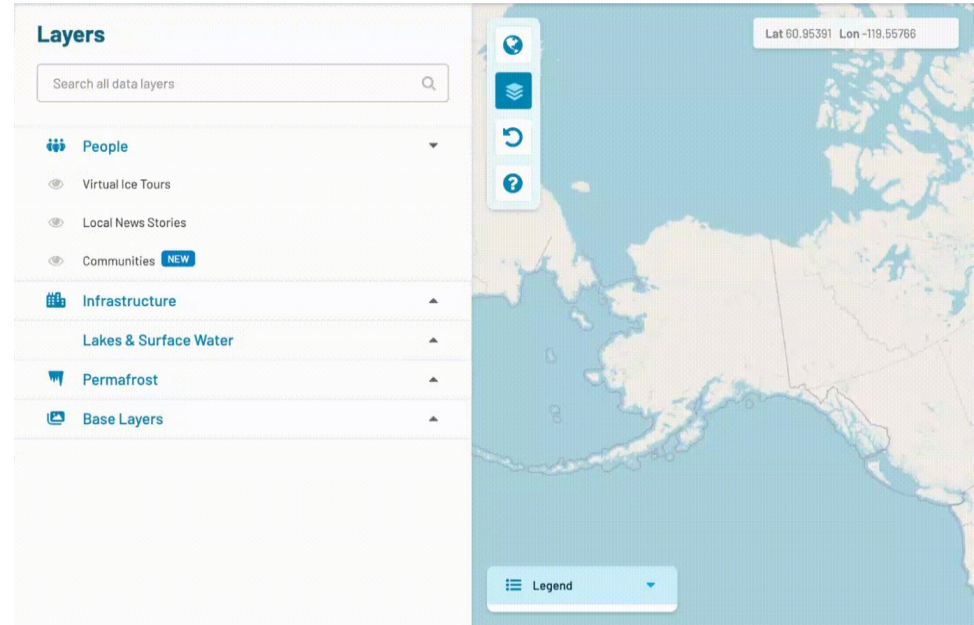 Layers
Search all data layers
People
Virtual Ice Tours
Local News Stories
Communities NEW
Infrastructure
Lakes & Surface Water
Permafrost
Base Layers
Lat 60.95391 Lon -119.55766
Legend